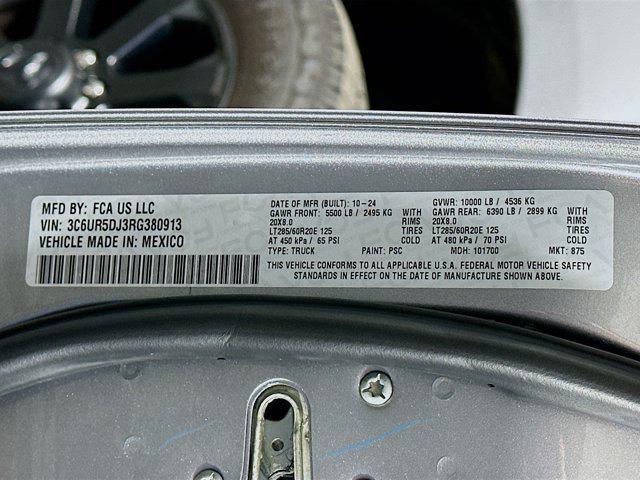 MFD BY: FCA US LLC
VIN: 3C6UR5DJ3RG380913
VEHICLE MADE IN: MEXICO
DATE OF MFR (BUILT): 10-24 GVWR: 10000 LB / 4536 KG
GAWR FRONT: 5500 LB / 2495 KG WITH GAWR REAR: 6390 LB / 2899 KG WITH
20X8.0 RIMS 20X8.0 RIMS
LT285/60R20E 125 TIRES LT285/60R20E 125 TIRES
AT 450 kPa / 65 PSI COLD AT 480 kPa / 70 PSI COLD
TYPE: TRUCK PAINT: PSC MDH: 101700 MKT: 875
THIS VEHICLE CONFORMS TO ALL APPLICABLE U.S.A. FEDERAL MOTOR VEHICLE SAFETY
STANDARDS IN EFFECT ON THE DATE OF MANUFACTURE SHOWN ABOVE.